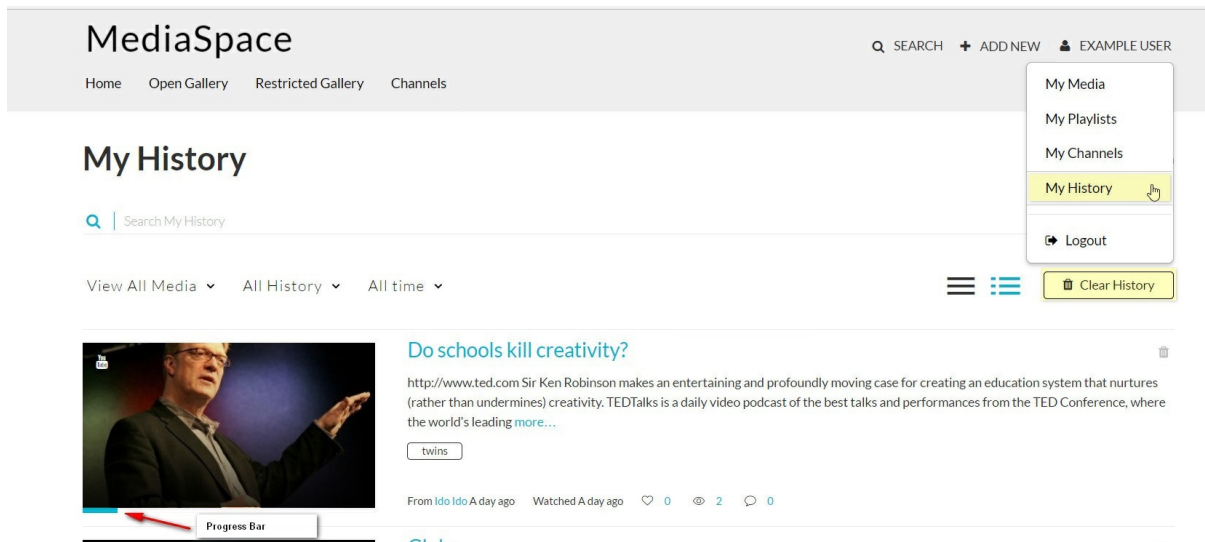 MediaSpace
SEARCH ADD NEW EXAMPLE USER
Home Open Gallery Restricted Gallery Channels
My Media
My Playlists
My Channels
My History
Logout
My History
Search My History
View All Media All History All time
Clear History
You
Tube
Do schools kill creativity?
http://www.ted.com Sir Ken Robinson makes an entertaining and profoundly moving case for creating an education system that nurtures
(rather than undermines) creativity. TEDTalks is a daily video podcast of the best talks and performances from the TED Conference, where
the world's leading more...
twins
From Ido Ido A day ago Watched A day ago 0 2 0
Progress Bar